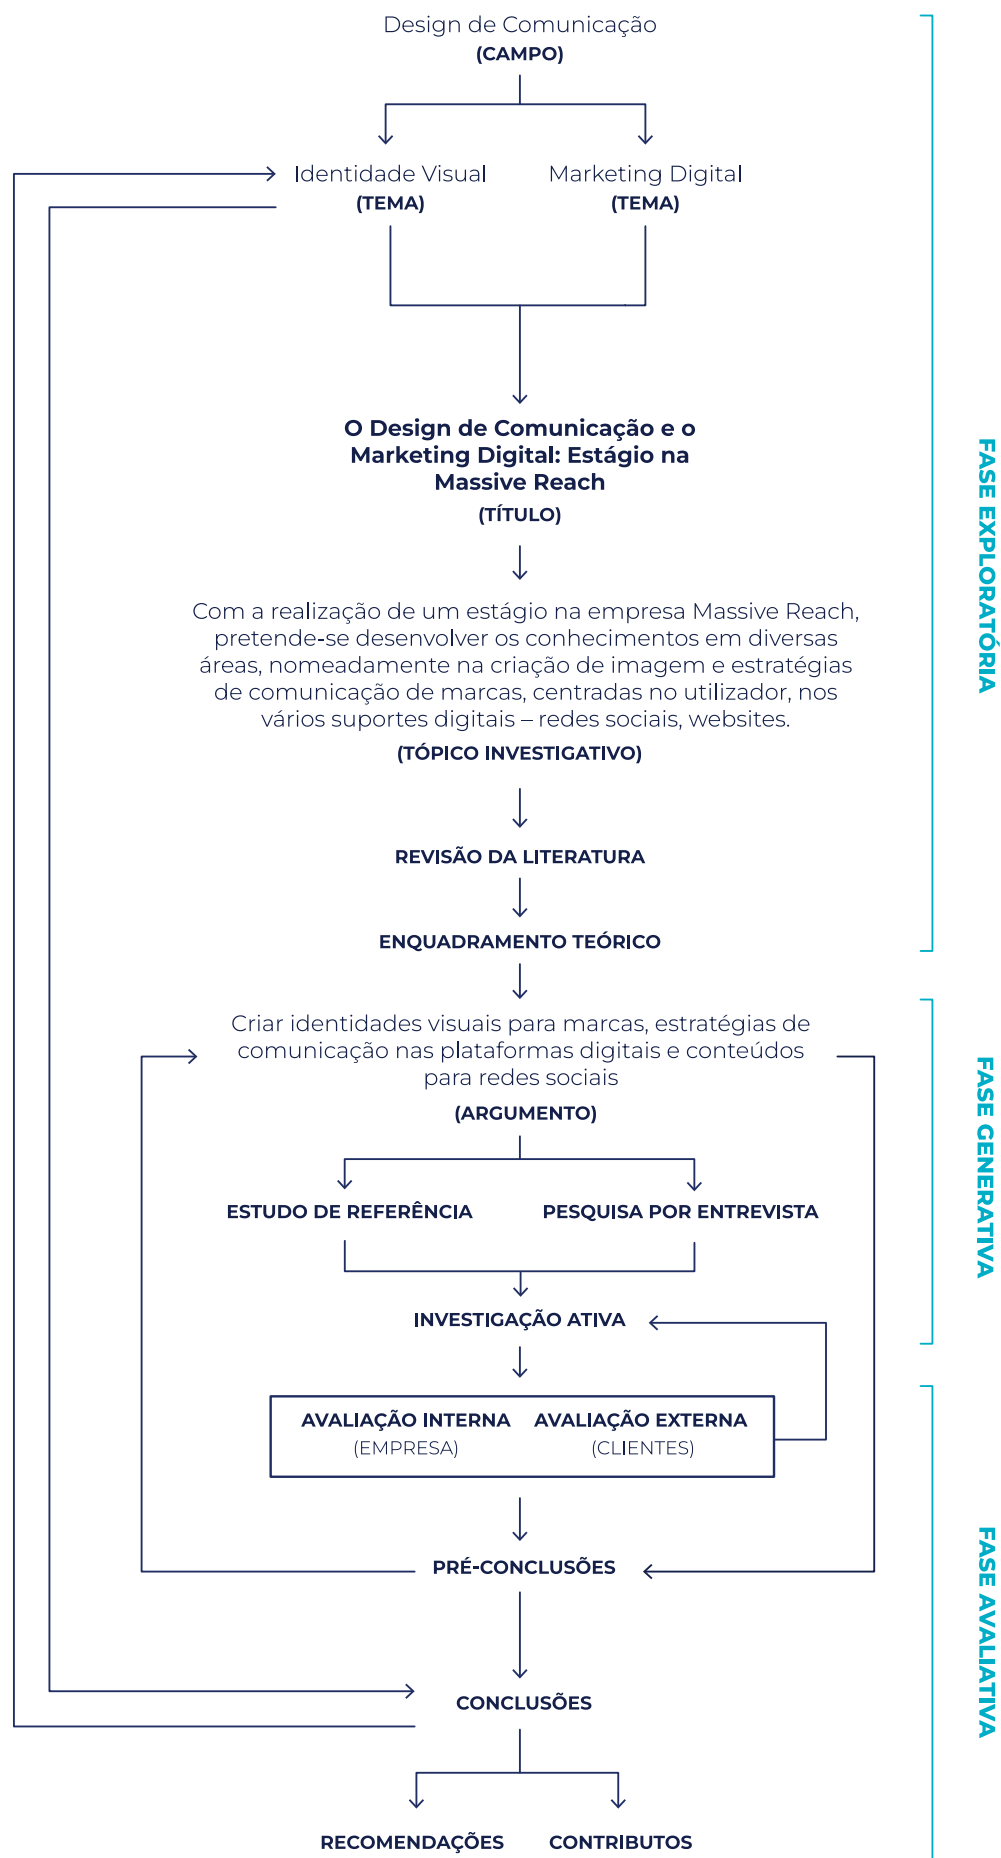 Design de Comunicação
(CAMPO)
Identidade Visual
(TEMA)
Marketing Digital
(TEMA)
O Design de Comunicação e o
Marketing Digital: Estágio na
Massive Reach
(TÍTULO)
Com a realização de um estágio na empresa Massive Reach,
pretende-se desenvolver os conhecimentos em diversas
áreas, nomeadamente na criação de imagem e estratégias
de comunicação de marcas, centradas no utilizador, nos
vários suportes digitais – redes sociais, websites.
(TÓPICO INVESTIGATIVO)
REVISÃO DA LITERATURA
ENQUADRAMENTO TEÓRICO
FASE EXPLORATÓRIA
Criar identidades visuais para marcas, estratégias de
comunicação nas plataformas digitais e conteúdos
para redes sociais
(ARGUMENTO)
ESTUDO DE REFERÊNCIA
PESQUISA POR ENTREVISTA
INVESTIGAÇÃO ATIVA
FASE GENERATIVA
AVALIAÇÃO INTERNA
(EMPRESA)
AVALIAÇÃO EXTERNA
(CLIENTES)
PRÉ-CONCLUSÕES
CONCLUSÕES
RECOMENDAÇÕES
CONTRIBUTOS
FASE AVALIATIVA